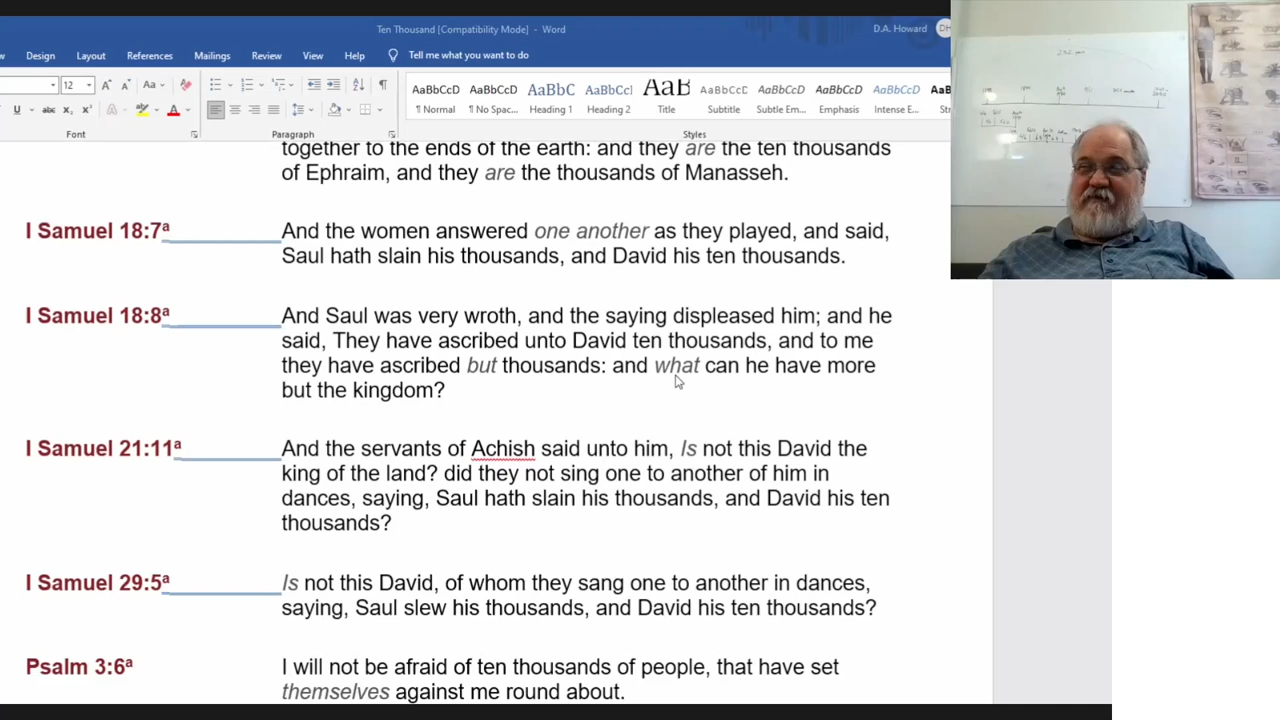 Ten Thousand [Compatibility Mode] - Word
D.A. Howard
DH
Design Layout References Mailings Review View Help Tell me what you want to do
12 Aa
U abc x₂ x² A A
AaBbCcD AaBbCcD AaBbC AaBbCcI AaB AaBbCcD AaBbCcD AaBbCcD AaBbCcD
¶ Normal ¶ No Spac... Heading 1 Heading 2 Title Subtitle Subtle Em... Emphasis Intense E...
Font Paragraph Styles
together to the ends of the earth: and they are the ten thousands
of Ephraim, and they are the thousands of Manasseh.
I Samuel 18:7ª And the women answered one another as they played, and said,
Saul hath slain his thousands, and David his ten thousands.
I Samuel 18:8ª And Saul was very wroth, and the saying displeased him; and he
said, They have ascribed unto David ten thousands, and to me
they have ascribed but thousands: and what can he have more
but the kingdom?
I Samuel 21:11ª And the servants of Achish said unto him, Is not this David the
king of the land? did they not sing one to another of him in
dances, saying, Saul hath slain his thousands, and David his ten
thousands?
I Samuel 29:5ª Is not this David, of whom they sang one to another in dances,
saying, Saul slew his thousands, and David his ten thousands?
Psalm 3:6ª I will not be afraid of ten thousands of people, that have set
themselves against me round about.